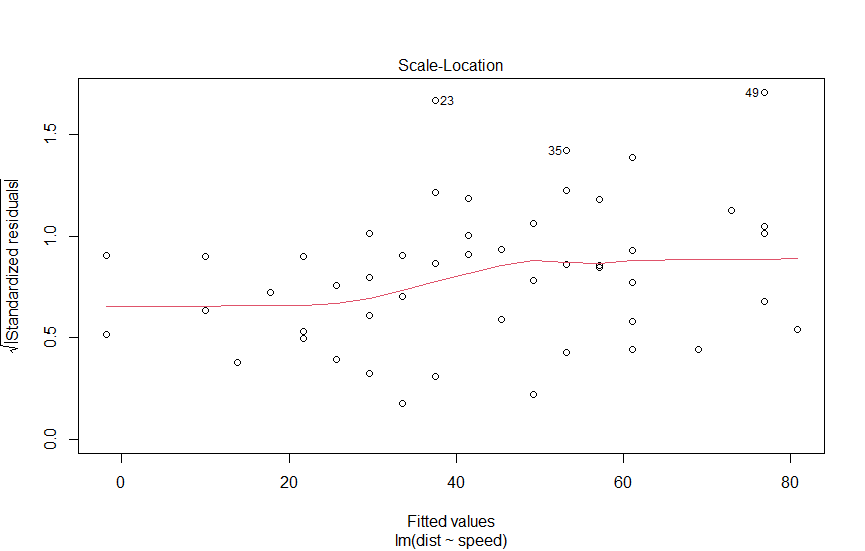 Scale-Location
√|Standardized residuals|
1.5
1.0
0.5
0.0
23
35
49
0 20 40 60 80
Fitted values
lm(dist ~ speed)